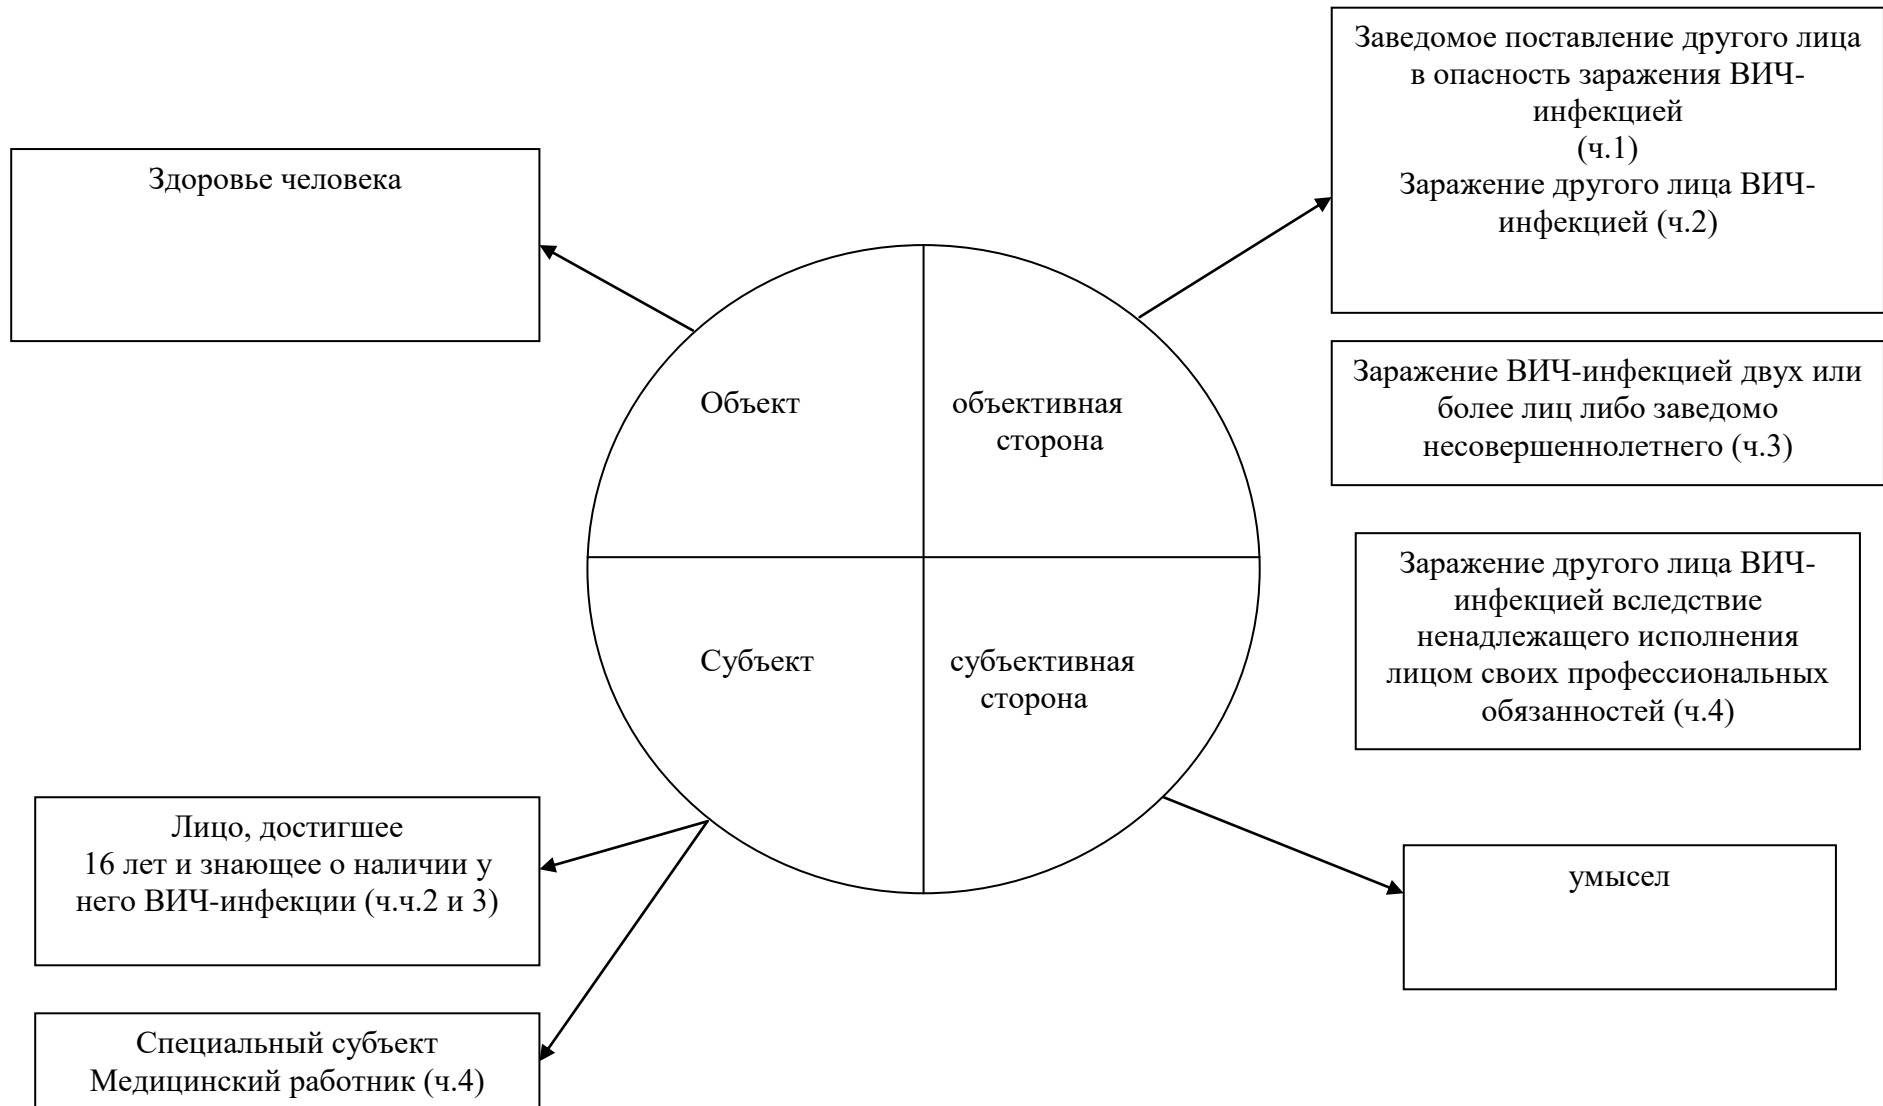 Заведомое поставление другого лица
в опасность заражения ВИЧ-
инфекцией
(ч.1)
Заражение другого лица ВИЧ-
инфекцией (ч.2)
Здоровье человека
Заражение ВИЧ-инфекцией двух или
более лиц либо заведомо
несовершеннолетнего (ч.3)
Объект
объективная
сторона
Заражение другого лица ВИЧ-
инфекцией вследствие
ненадлежащего исполнения
лицом своих профессиональных
обязанностей (ч.4)
Субъект
субъективная
сторона
Лицо, достигшее
16 лет и знающее о наличии у
него ВИЧ-инфекции (ч.ч.2 и 3)
умысел
Специальный субъект
Медицинский работник (ч.4)